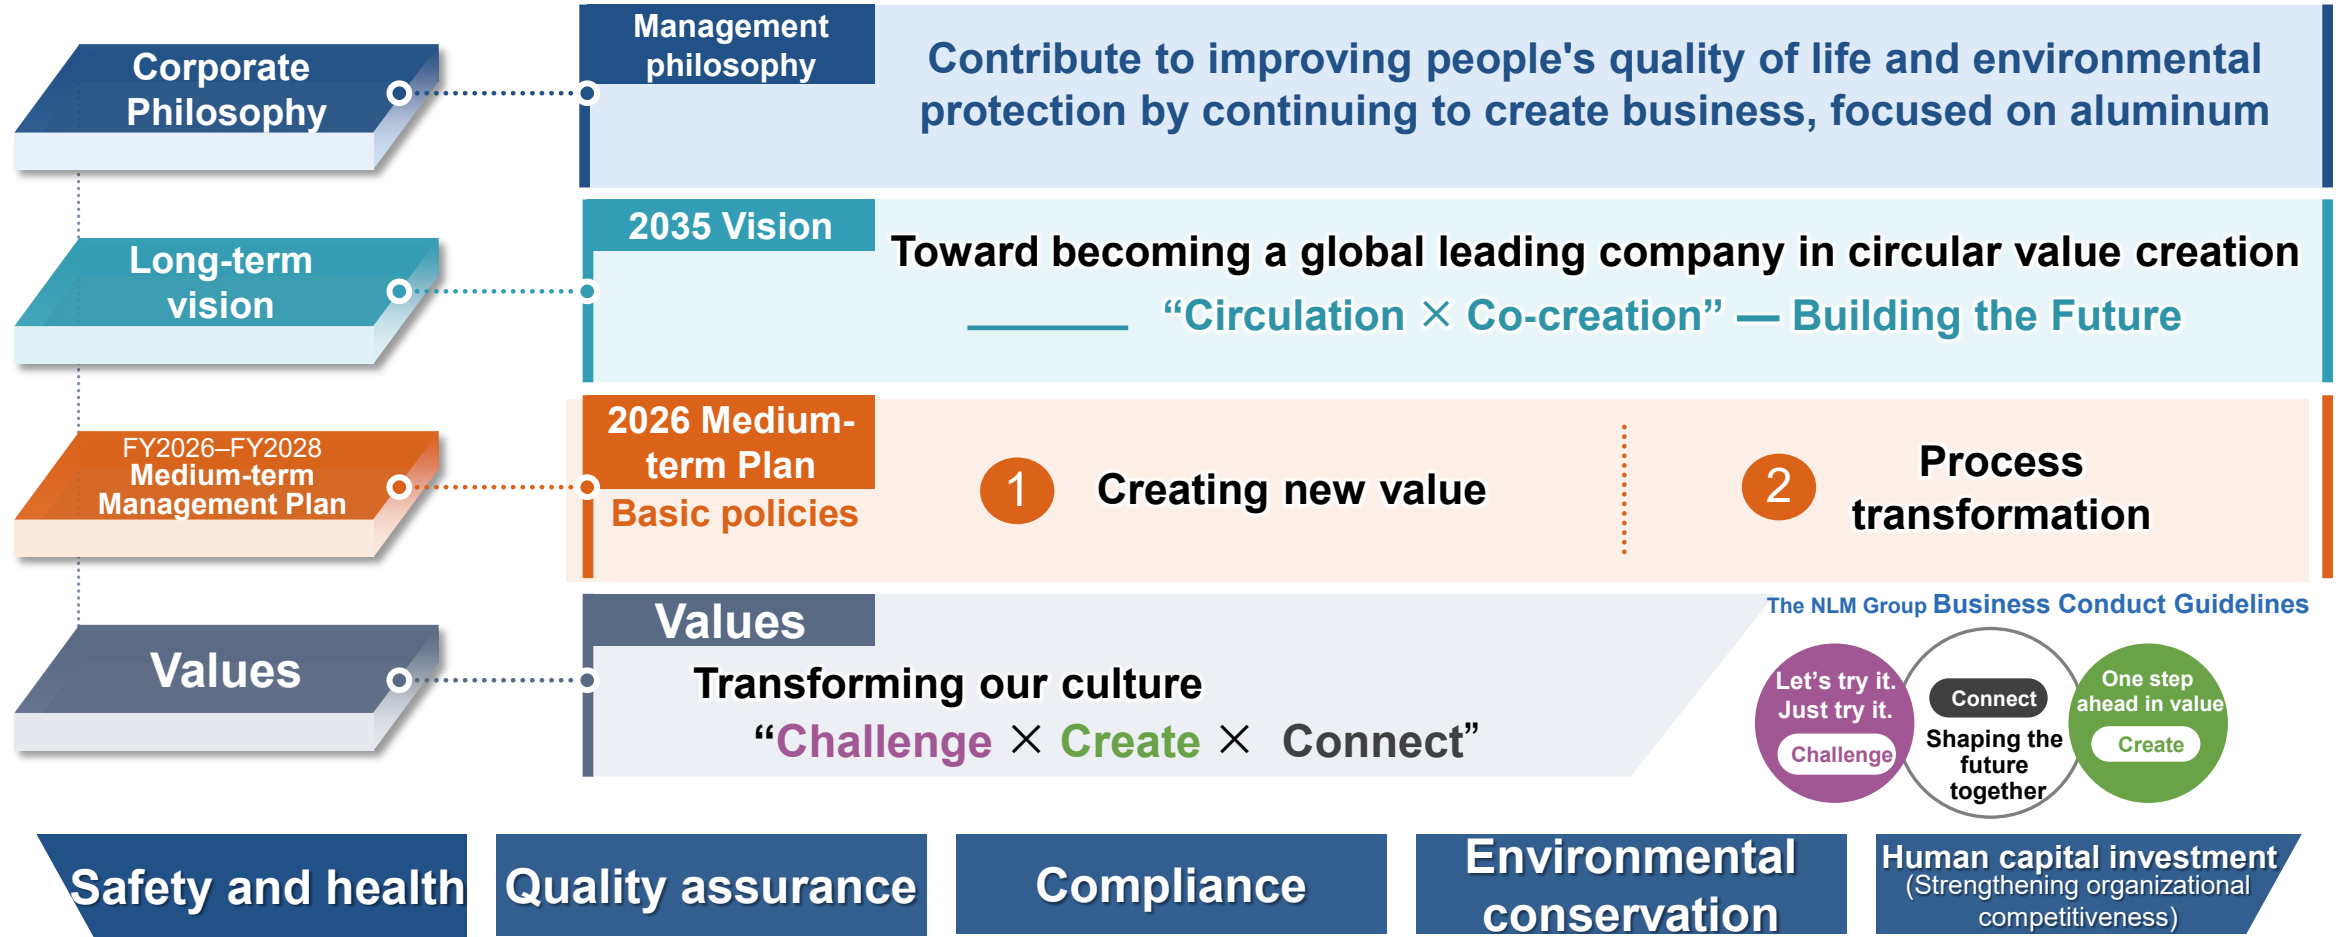 Corporate
Philosophy
Management
philosophy
Contribute to improving people's quality of life and environmental
protection by continuing to create business, focused on aluminum
Long-term
vision
2035 Vision
Toward becoming a global leading company in circular value creation
“Circulation × Co-creation” — Building the Future
FY2026–FY2028
Medium-term
Management Plan
2026 Medium-
term Plan
Basic policies
1 Creating new value
2 Process
transformation
Values
Values
Transforming our culture
“Challenge × Create × Connect”
The NLM Group Business Conduct Guidelines
Let’s try it.
Just try it.
Challenge
Connect
Shaping the
future
together
One step
ahead in value
Create
Safety and health
Quality assurance
Compliance
Environmental
conservation
Human capital investment
(Strengthening organizational
competitiveness)